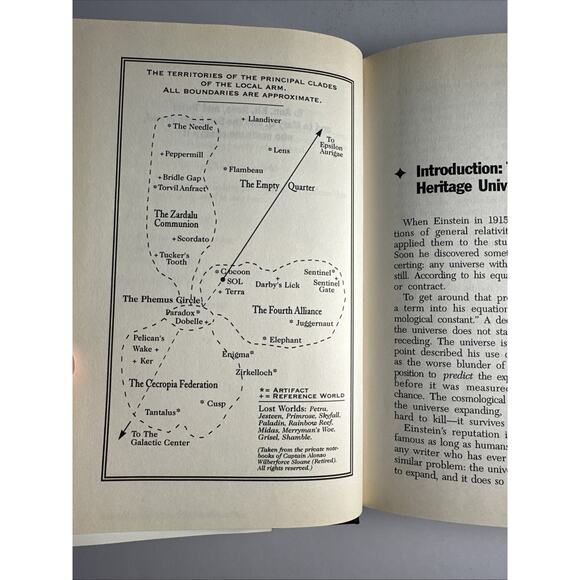 THE TERRITORIES OF THE PRINCIPAL CLADES
OF THE LOCAL ARM.
ALL BOUNDARIES ARE APPROXIMATE.
* The Needle
+ Llandiver
To
Epsilon
Aurigae
* Lens
+ Peppermill
* Flambeau
+ Bridle Gap
* Torvil Anfract
The Empty Quarter
The Zardalu
Communion
+ Scordato
+ Tucker's
Tooth
* Cocoon
SOL
+ Terra
+
Darby's Lick
Sentinel *
+
Sentinel
Gate
The Phemus Circle
Paradox *
Dobelle +
The Fourth Alliance
* Juggernaut
* Elephant
Pelican's
Wake +
+ Ker
Enigma *
Zirkelloch *
The Cecropia Federation
* = ARTIFACT
+ = REFERENCE WORLD
* Cusp
Tantalus *
Lost Worlds: Petra,
Jesteen, Primrose, Skyfall,
Paladin, Rainbow Reef,
Midas, Merryman's Woe,
Grisel, Shamble.
To The
Galactic Center
(Taken from the private note-
books of Captain Alonso
Wilberforce Sloane (Retired).
All rights reserved.)
✦ Introduction:
Heritage Univ
When Einstein in 1915
tions of general relativi
applied them to the stu
Soon he discovered some
certing: any universe with
still. According to his equa
or contract.
To get around that pr
a term into his equation
mological constant." A de
the universe does not sta
receding. The universe is
point described his use o
as the worse blunder of
position to predict the exp
before it was measured
chance. The cosmological
the universe expanding,
hard to kill—it survives
Einstein's reputation i
famous as long as humans
any writer who has ever
similar problem: the unive
to expand, and it does so